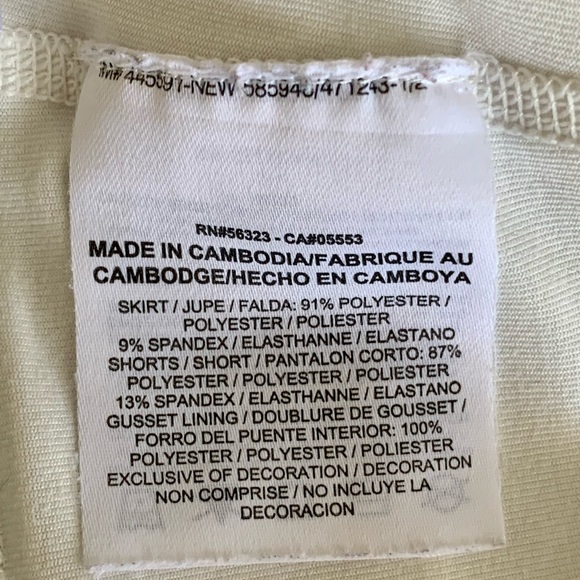 RN#56323 - CA#05553
MADE IN CAMBODIA/FABRIQUE AU
CAMBODGE/HECHO EN CAMBOYA
SKIRT / JUPE / FALDA: 91% POLYESTER /
POLYESTER / POLIESTER
9% SPANDEX / ELASTHANNE / ELASTANO
SHORTS / SHORT / PANTALON CORTO: 87%
POLYESTER / POLYESTER / POLIESTER
13% SPANDEX / ELASTHANNE / ELASTANO
GUSSET LINING / DOUBLURE DE GOUSSET /
FORRO DEL PUENTE INTERIOR: 100%
POLYESTER / POLYESTER / POLIESTER
EXCLUSIVE OF DECORATION / DECORATION
NON COMPRISE / NO INCLUYE LA
DECORACION